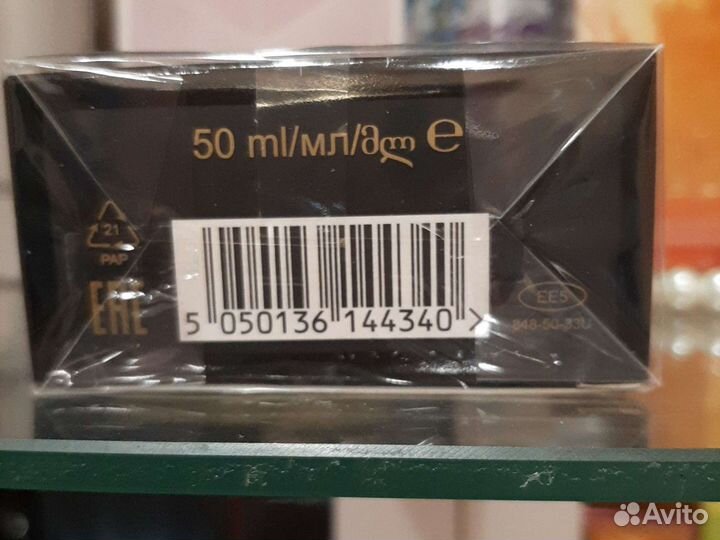 50 ml/мл/მლ e
21
PAP
EAC
5 050136 144340 >
EE5
848-50-33U
Avito